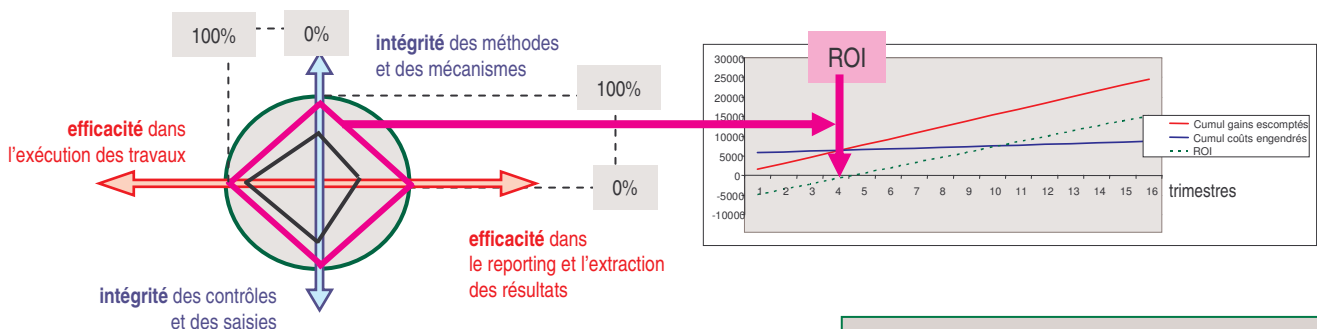 100%
0%
intégrité des méthodes
et des mécanismes
100%
0%
efficacité dans
l'exécution des travaux
efficacité dans
le reporting et l'extraction
des résultats
intégrité des contrôles
et des saisies
ROI
30000
25000
20000
15000
10000
5000
0
-5000
-10000
1 2 3 4 5 6 7 8 9 10 11 12 13 14 15 16
trimestres
Cumul gains escomptés
Cumul coûts engendrés
ROI